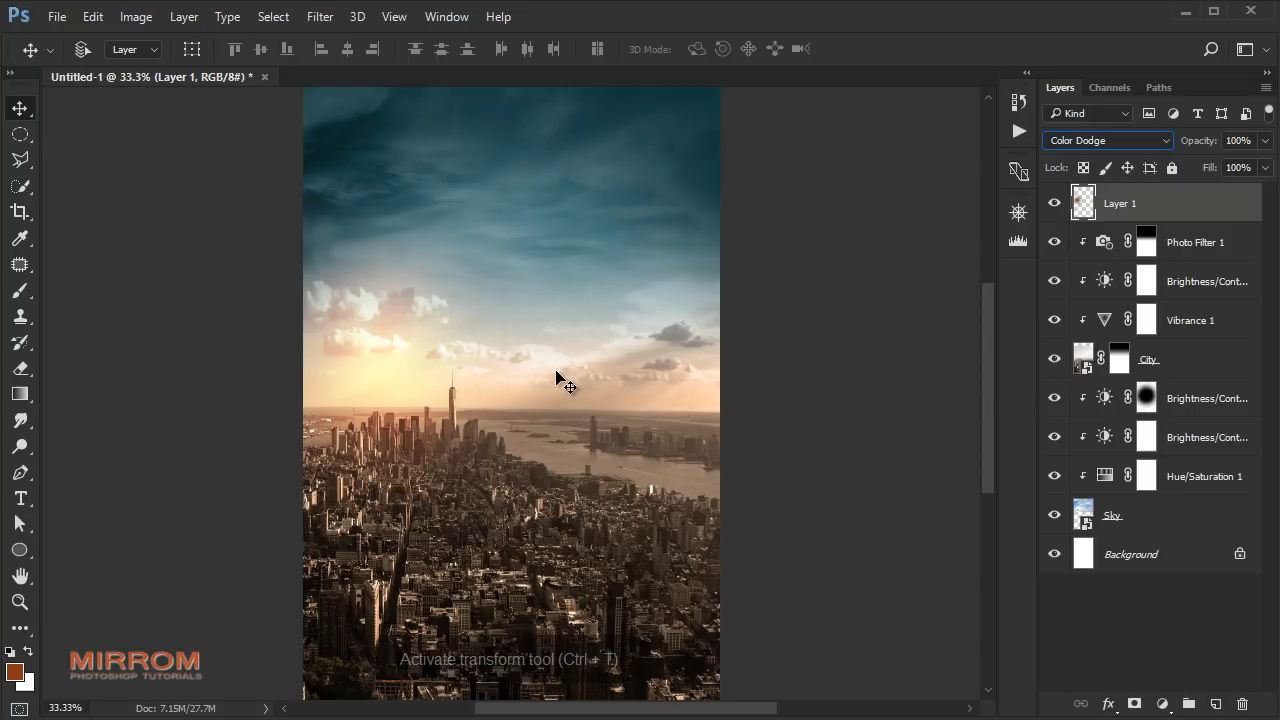 Ps File Edit Image Layer Type Select Filter 3D View Window Help
Layer 3D Mode:
Untitled-1 @ 33.3% (Layer 1, RGB/8#) * ×
Layers Channels Paths
Kind
Color Dodge Opacity: 100%
Lock: Fill: 100%
Layer 1
Photo Filter 1
Brightness/Cont...
Vibrance 1
City
Brightness/Cont...
Brightness/Cont...
Hue/Saturation 1
Sky
Background
Activate transform tool (Ctrl + T)
MIRROM
PHOTOSHOP TUTORIALS
33.33% Doc: 7.15M/27.7M